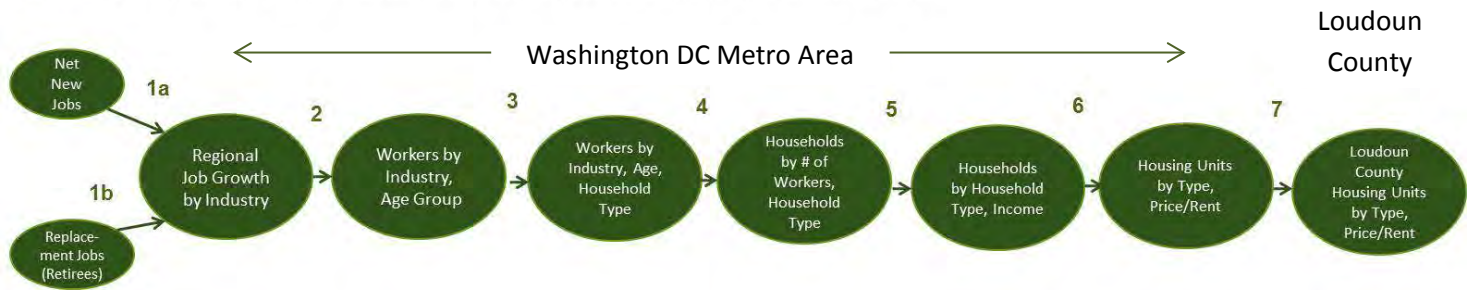 Washington DC Metro Area
Loudoun
County
Net
New
Jobs
1a
Replace-
ment Jobs
(Retirees)
1b
Regional
Job Growth
by Industry
2
Workers by
Industry,
Age Group
3
Workers by
Industry, Age,
Household
Type
4
Households
by # of
Workers,
Household
Type
5
Households
by Household
Type, Income
6
Housing Units
by Type,
Price/Rent
7
Loudoun
County
Housing Units
by Type,
Price/Rent